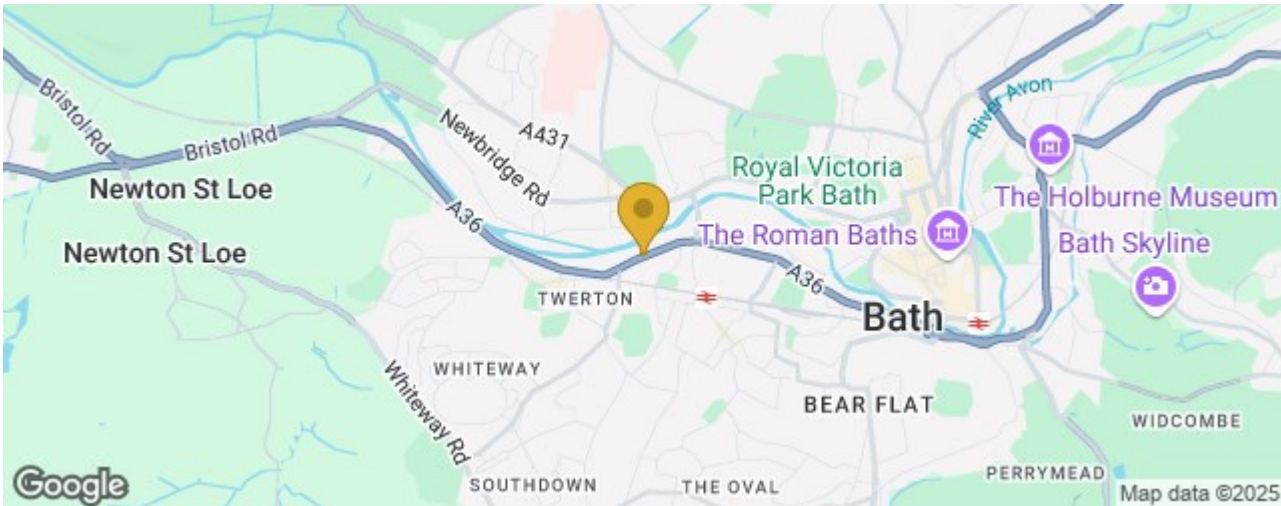 Bristol Rd
Bristol Rd
Newton St Loe
Newton St Loe
A36
Newbridge Rd
A431
Royal Victoria
Park Bath
The Roman Baths
River Avon
The Holburne Museum
Bath Skyline
TWERTON
A36
Bath
WHITEWAY
Whiteway Rd
BEAR FLAT
WIDCOMBE
SOUTHDOWN
THE OVAL
PERRYMEAD
Google
Map data ©2025